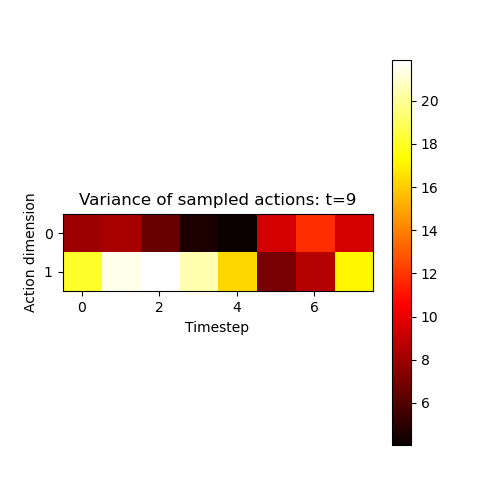 Variance of sampled actions: t=9
Action dimension
0
1
0 2 4 6
Timestep
20
18
16
14
12
10
8
6